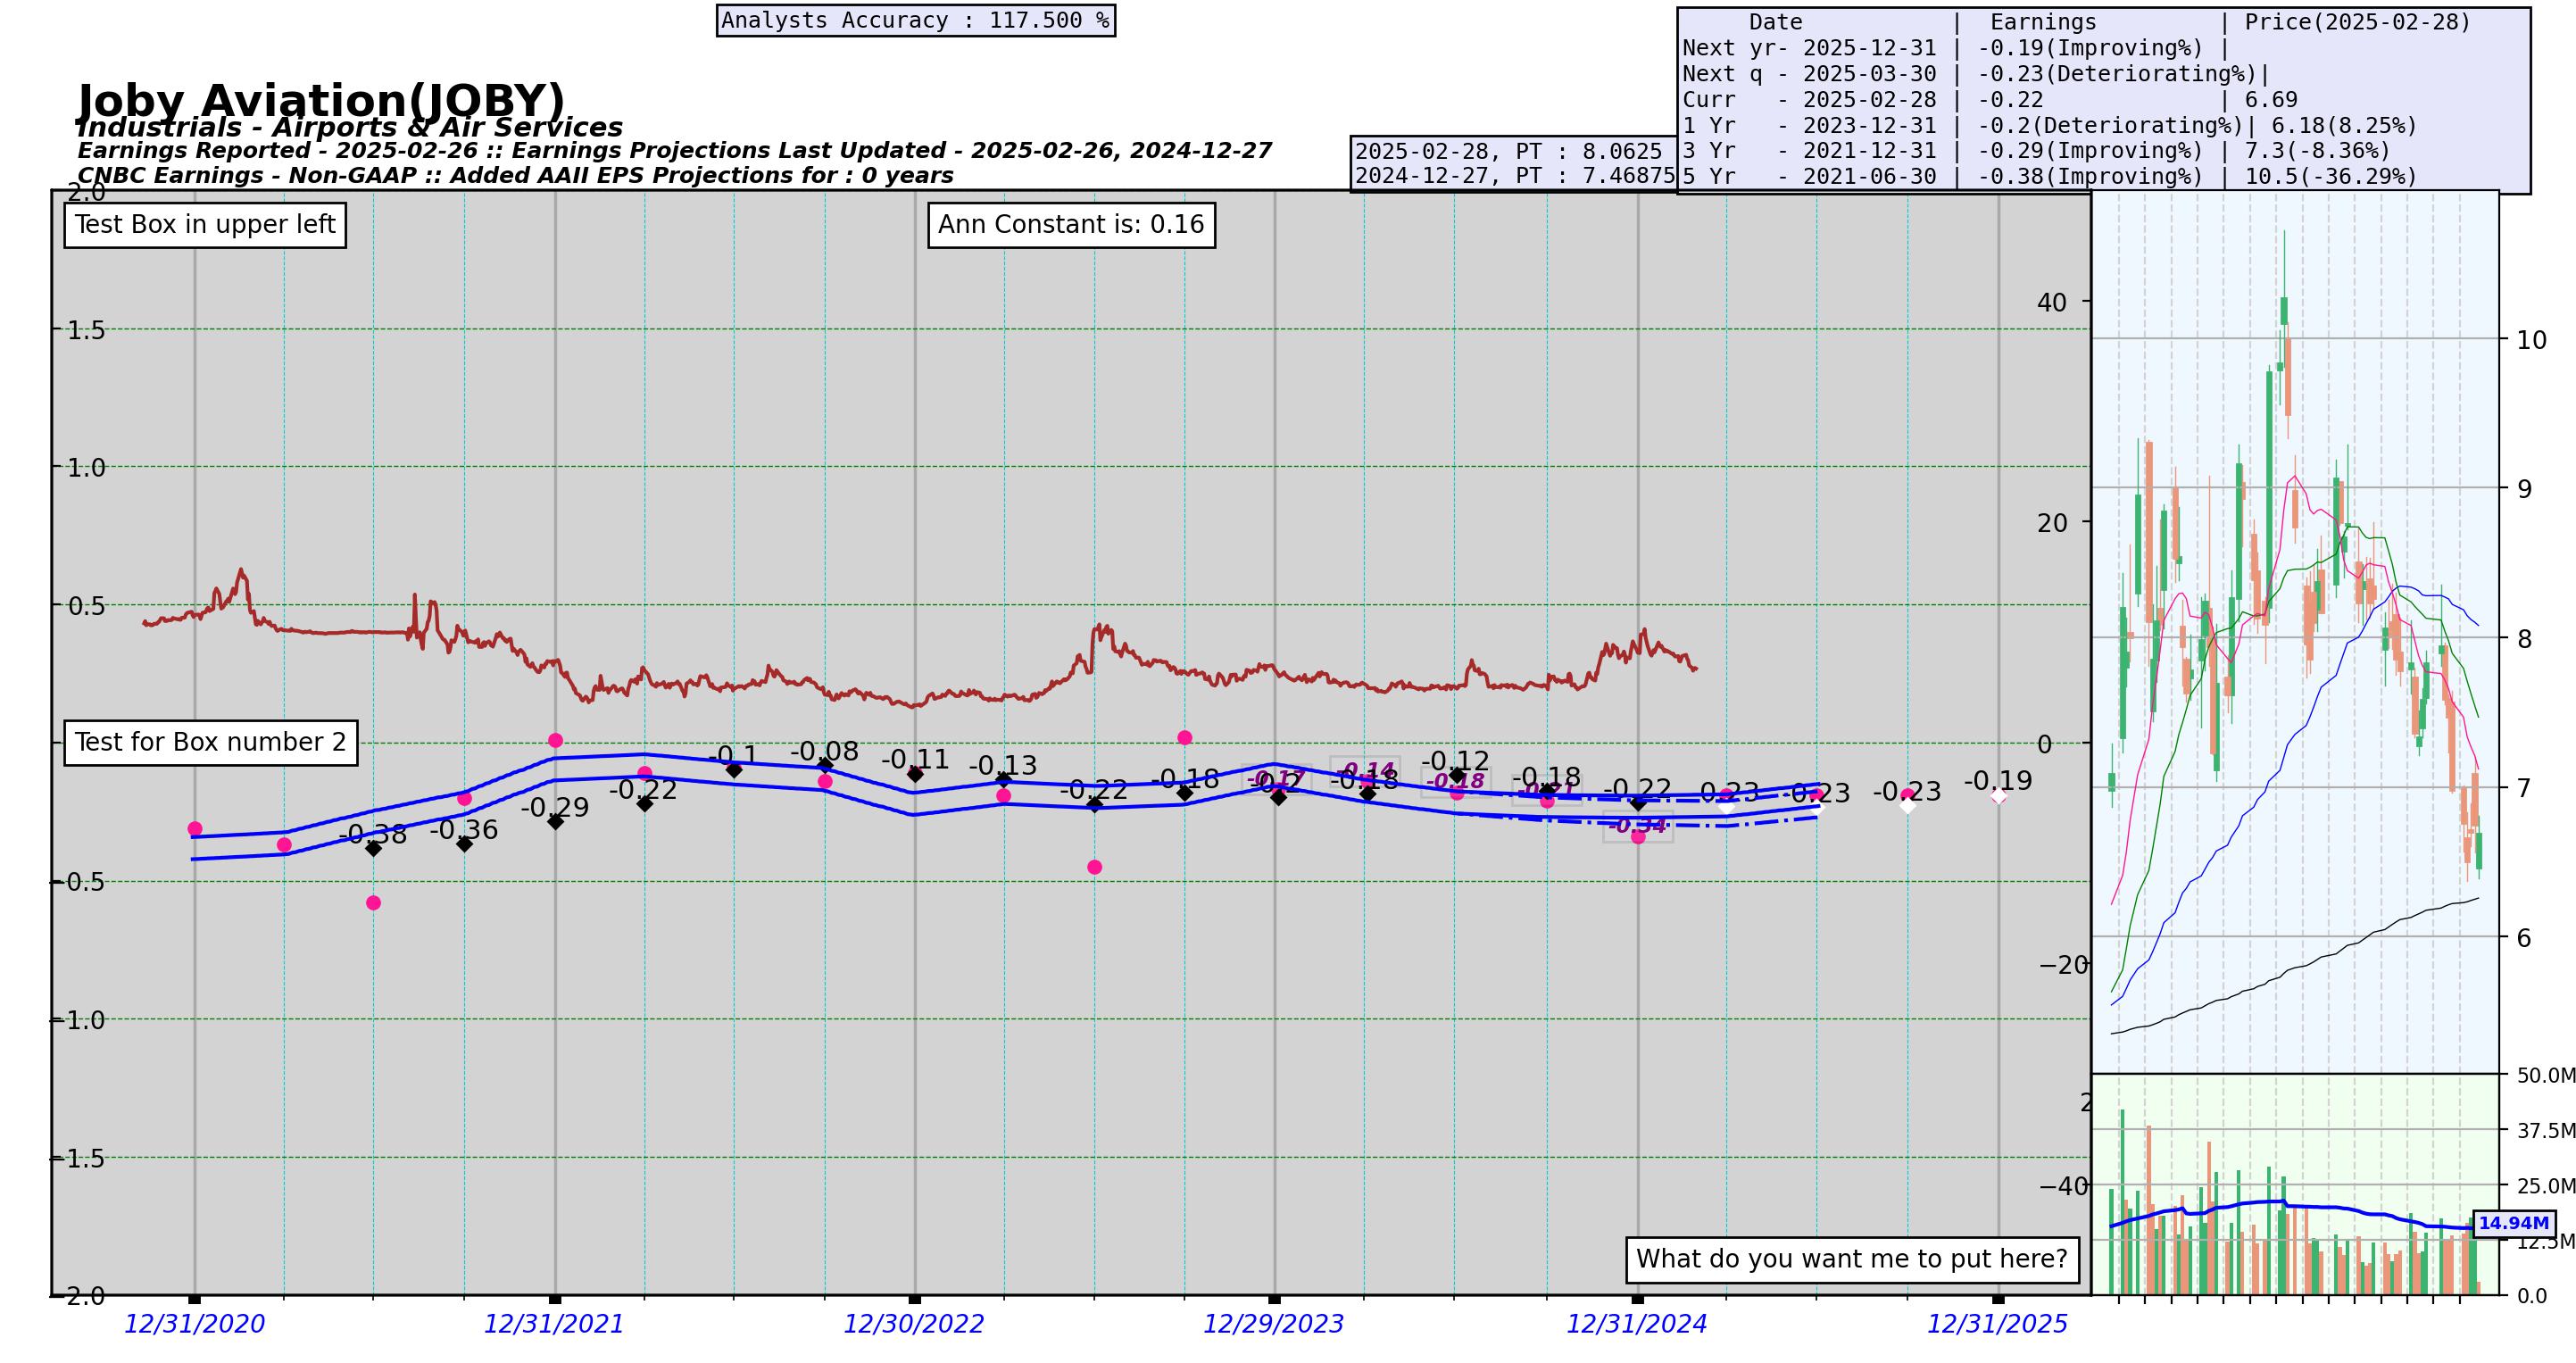 Analysts Accuracy : 117.500 %
Date | Earnings | Price(2025-02-28)
Next yr- 2025-12-31 | -0.19(Improving%) |
Next q - 2025-03-30 | -0.23(Deteriorating%)|
Curr - 2025-02-28 | -0.22 | 6.69
1 Yr - 2023-12-31 | -0.2(Deteriorating%)| 6.18(8.25%)
3 Yr - 2021-12-31 | -0.29(Improving%) | 7.3(-8.36%)
5 Yr - 2021-06-30 | -0.38(Improving%) | 10.5(-36.29%)
Joby Aviation(JOBY)
Industrials - Airports & Air Services
Earnings Reported - 2025-02-26 :: Earnings Projections Last Updated - 2025-02-26, 2024-12-27
CNBC Earnings - Non-GAAP :: Added AAII EPS Projections for : 0 years
2025-02-28, PT : 8.0625
2024-12-27, PT : 7.46875
2.0
Test Box in upper left
Ann Constant is: 0.16
40
1.5
10
1.0
9
20
0.5
8
Test for Box number 2
0
-0.38 -0.36 -0.29 -0.22 -0.1 -0.08 -0.11 -0.13 -0.22 -0.18 -0.2 -0.18 -0.12 -0.18 -0.22 -0.23 -0.23 -0.23 -0.19
-0.17 -0.14 -0.18 -0.21 -0.34
7
−0.5
6
−20
−1.0
50.0M
2
37.5M
−1.5
−40
25.0M
14.94M
12.5M
What do you want me to put here?
−2.0
0.0
12/31/2020 12/31/2021 12/30/2022 12/29/2023 12/31/2024 12/31/2025